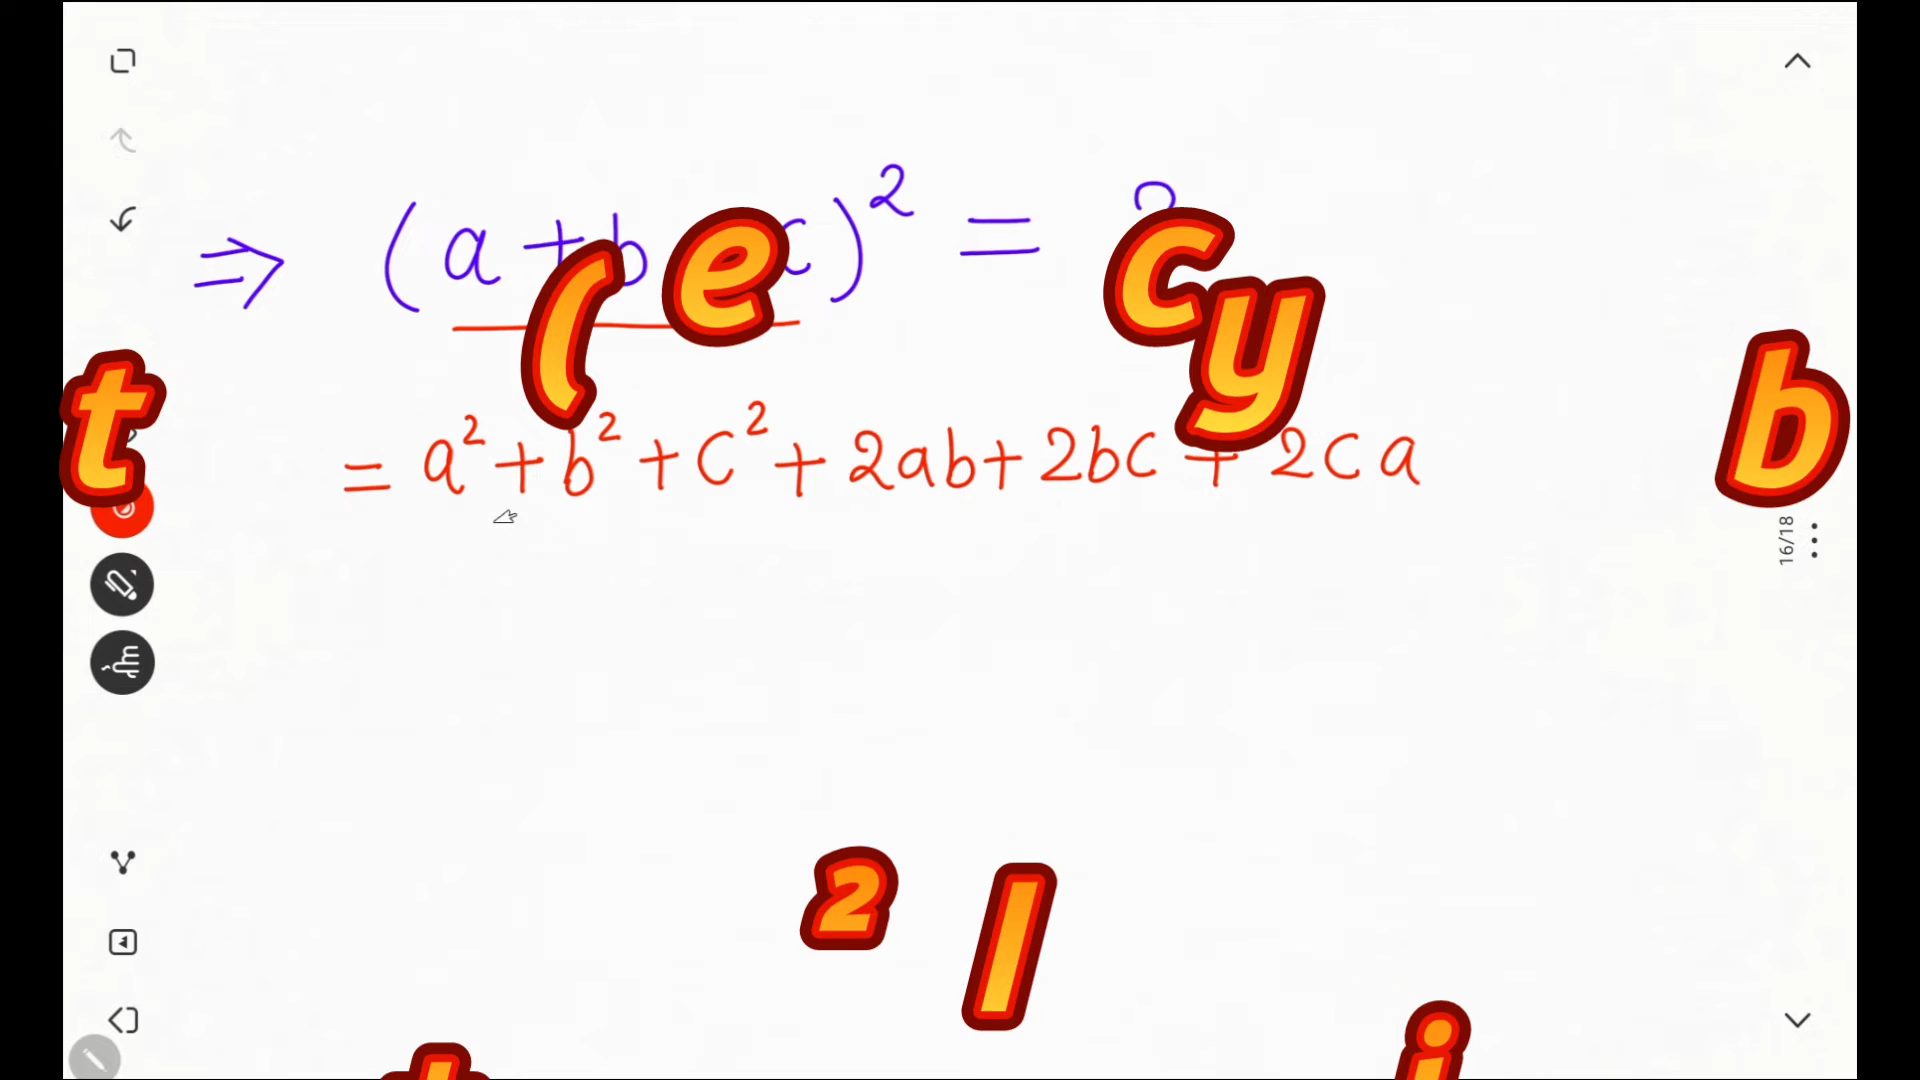 ⇒ (a+b+c)² = ?
= a² + b² + c² + 2ab + 2bc + 2ca
( e c y
t b
16/18
2 l
t i